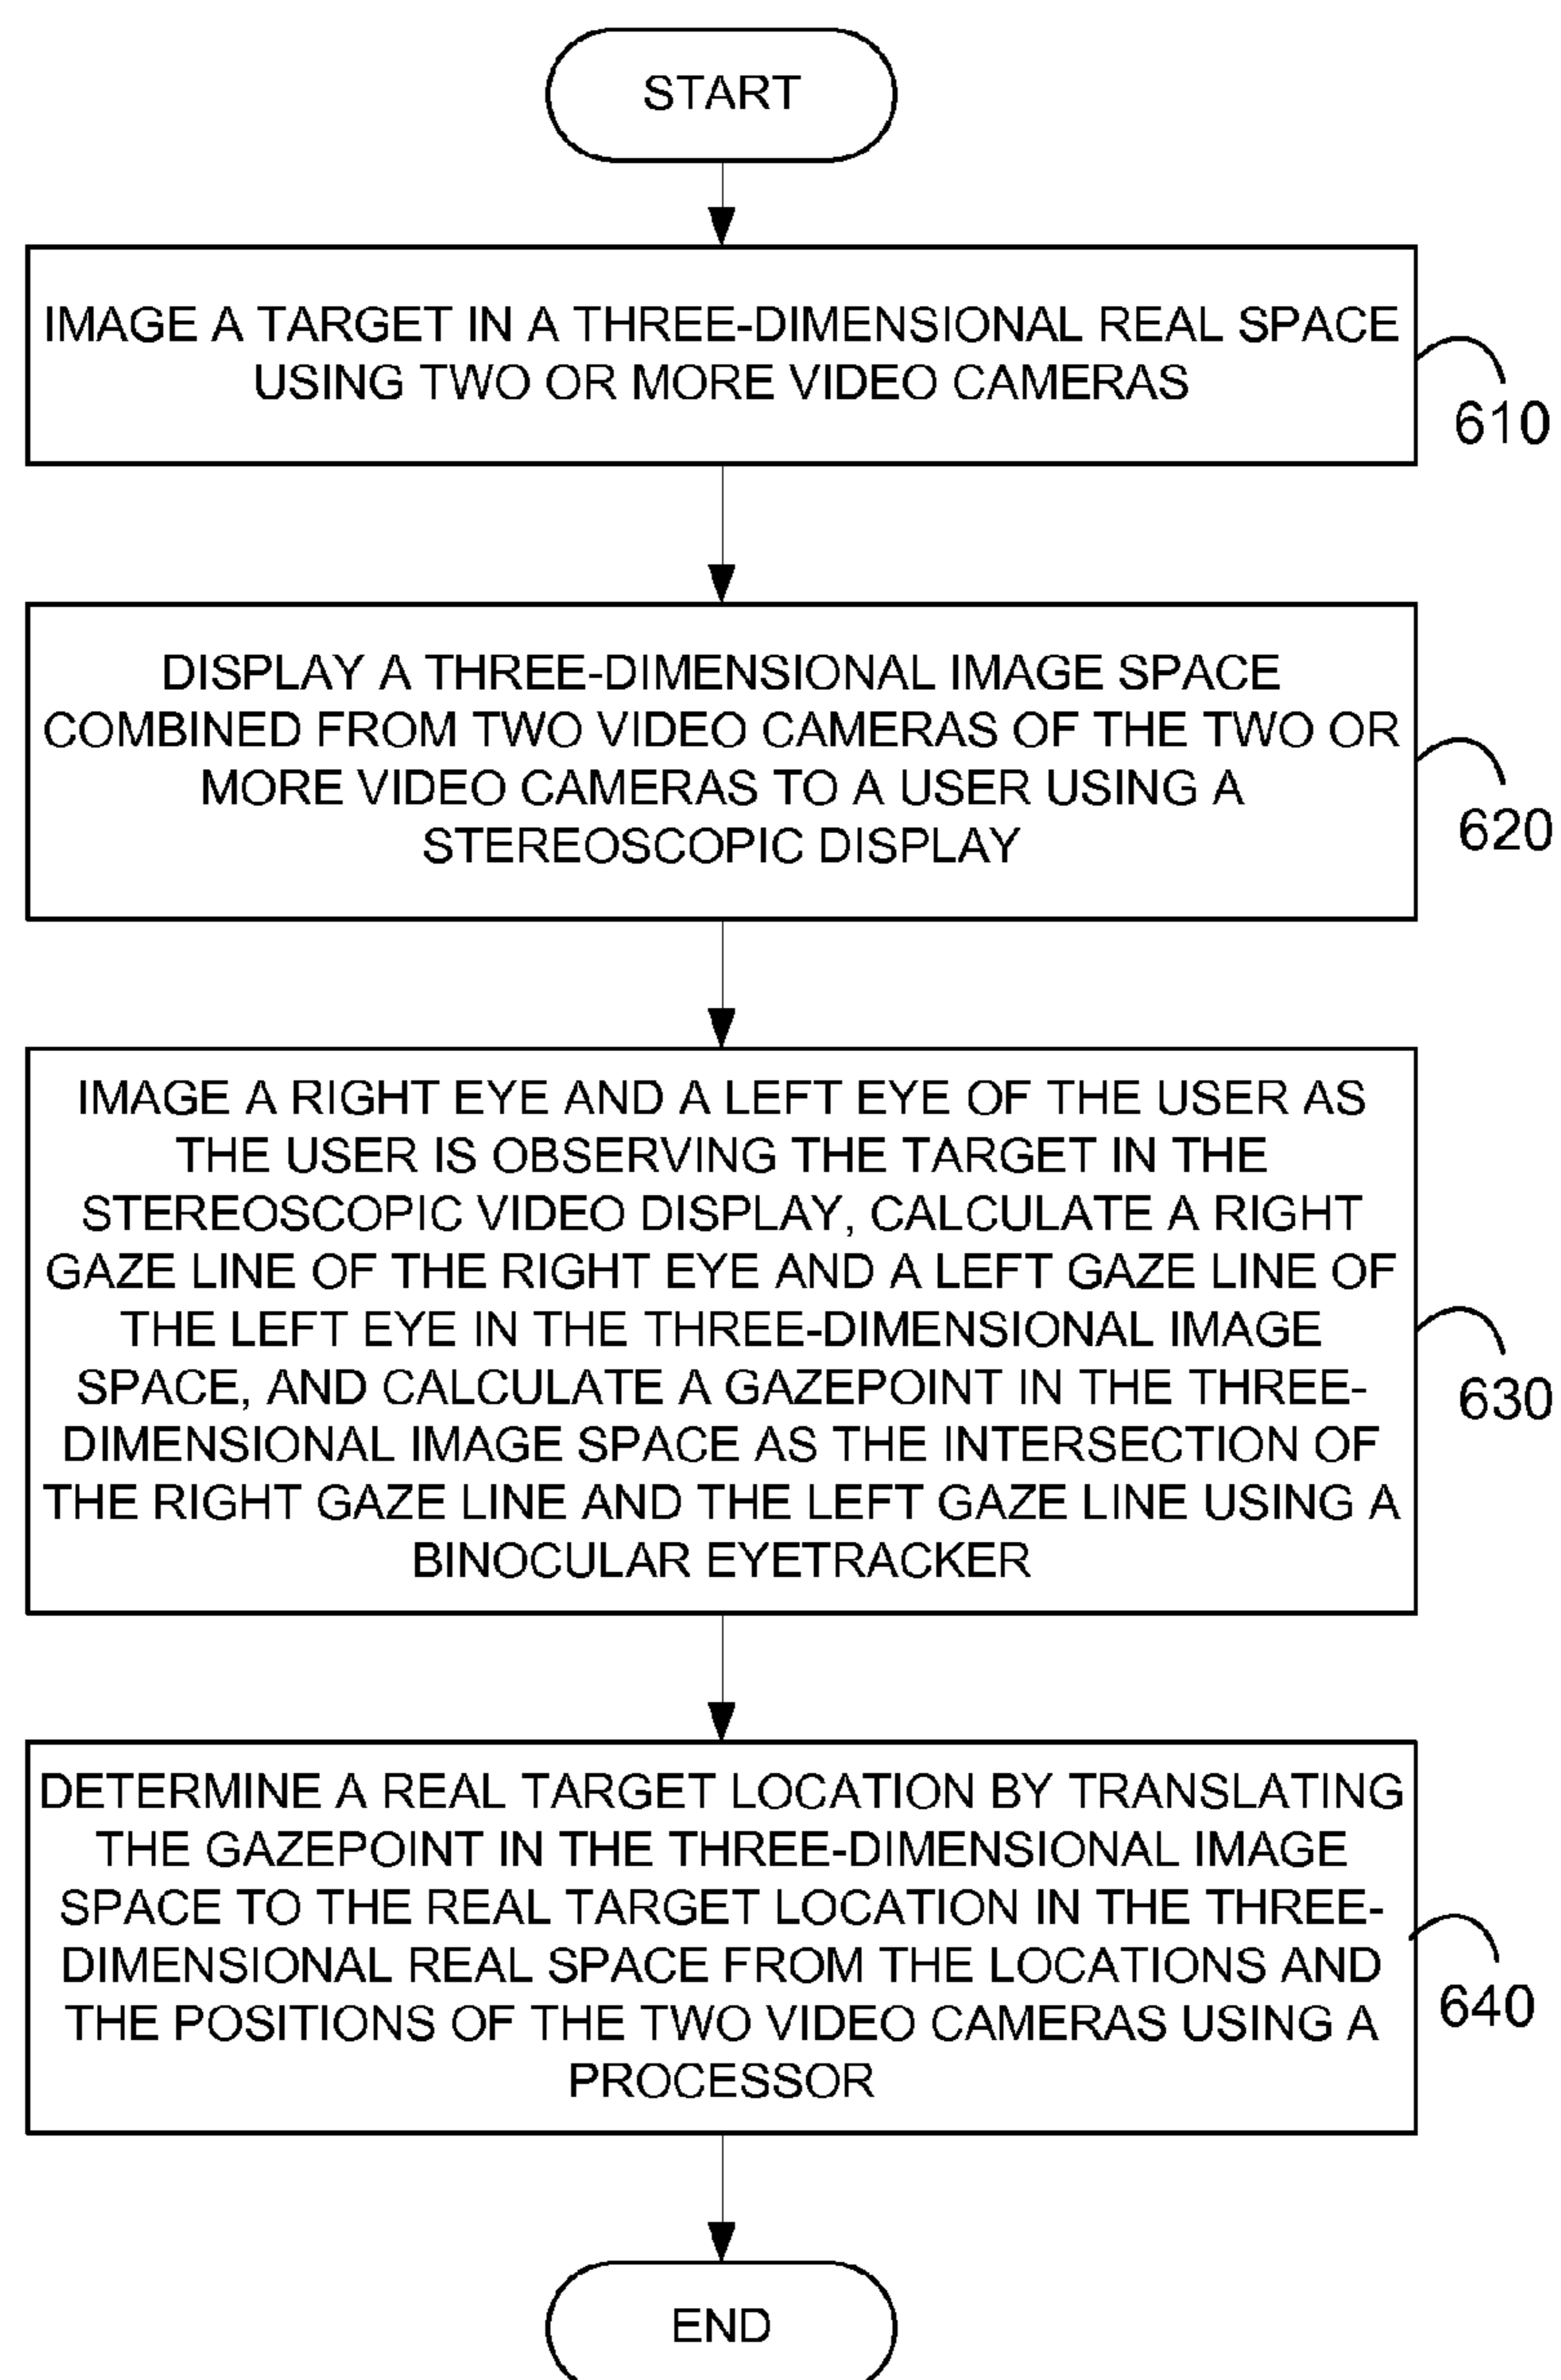 START
IMAGE A TARGET IN A THREE-DIMENSIONAL REAL SPACE
USING TWO OR MORE VIDEO CAMERAS
610
DISPLAY A THREE-DIMENSIONAL IMAGE SPACE
COMBINED FROM TWO VIDEO CAMERAS OF THE TWO OR
MORE VIDEO CAMERAS TO A USER USING A
STEREOSCOPIC DISPLAY
620
IMAGE A RIGHT EYE AND A LEFT EYE OF THE USER AS
THE USER IS OBSERVING THE TARGET IN THE
STEREOSCOPIC VIDEO DISPLAY, CALCULATE A RIGHT
GAZE LINE OF THE RIGHT EYE AND A LEFT GAZE LINE OF
THE LEFT EYE IN THE THREE-DIMENSIONAL IMAGE
SPACE, AND CALCULATE A GAZEPOINT IN THE THREE-
DIMENSIONAL IMAGE SPACE AS THE INTERSECTION OF
THE RIGHT GAZE LINE AND THE LEFT GAZE LINE USING A
BINOCULAR EYETRACKER
630
DETERMINE A REAL TARGET LOCATION BY TRANSLATING
THE GAZEPOINT IN THE THREE-DIMENSIONAL IMAGE
SPACE TO THE REAL TARGET LOCATION IN THE THREE-
DIMENSIONAL REAL SPACE FROM THE LOCATIONS AND
THE POSITIONS OF THE TWO VIDEO CAMERAS USING A
PROCESSOR
640
END